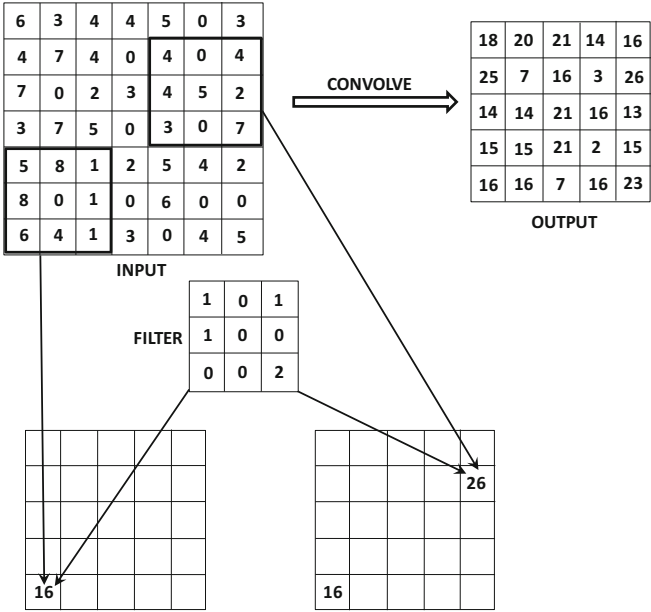 6 3 4 4 5 0 3
4 7 4 0 4 0 4
7 0 2 3 4 5 2
3 7 5 0 3 0 7
5 8 1 2 5 4 2
8 0 1 0 6 0 0
6 4 1 3 0 4 5
INPUT
CONVOLVE
18 20 21 14 16
25 7 16 3 26
14 14 21 16 13
15 15 21 2 15
16 16 7 16 23
OUTPUT
FILTER
1 0 1
1 0 0
0 0 2
16
26
16